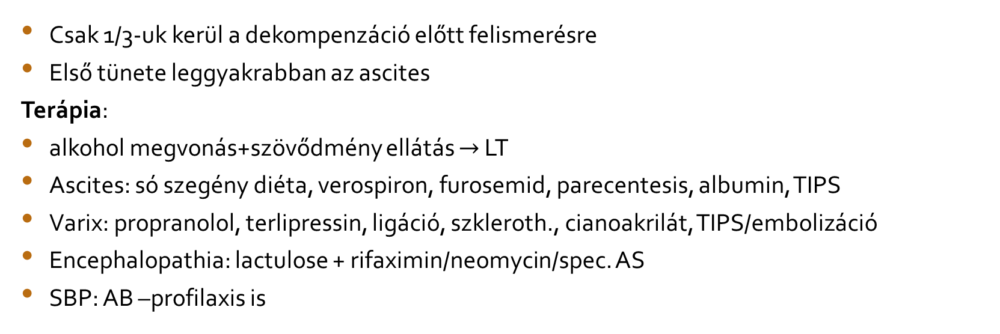 • Csak 1/3-uk kerül a dekompenzáció előtt felismerésre
• Első tünete leggyakrabban az ascites
Terápia:
• alkohol megvonás+szövődmény ellátás → LT
• Ascites: só szegény diéta, verospiron, furosemid, parecentesis, albumin, TIPS
• Varix: propranolol, terlipressin, ligáció, szkleroth., cianoakrilát, TIPS/embolizáció
• Encephalopathia: lactulose + rifaximin/neomycin/spec. AS
• SBP: AB –profilaxis is